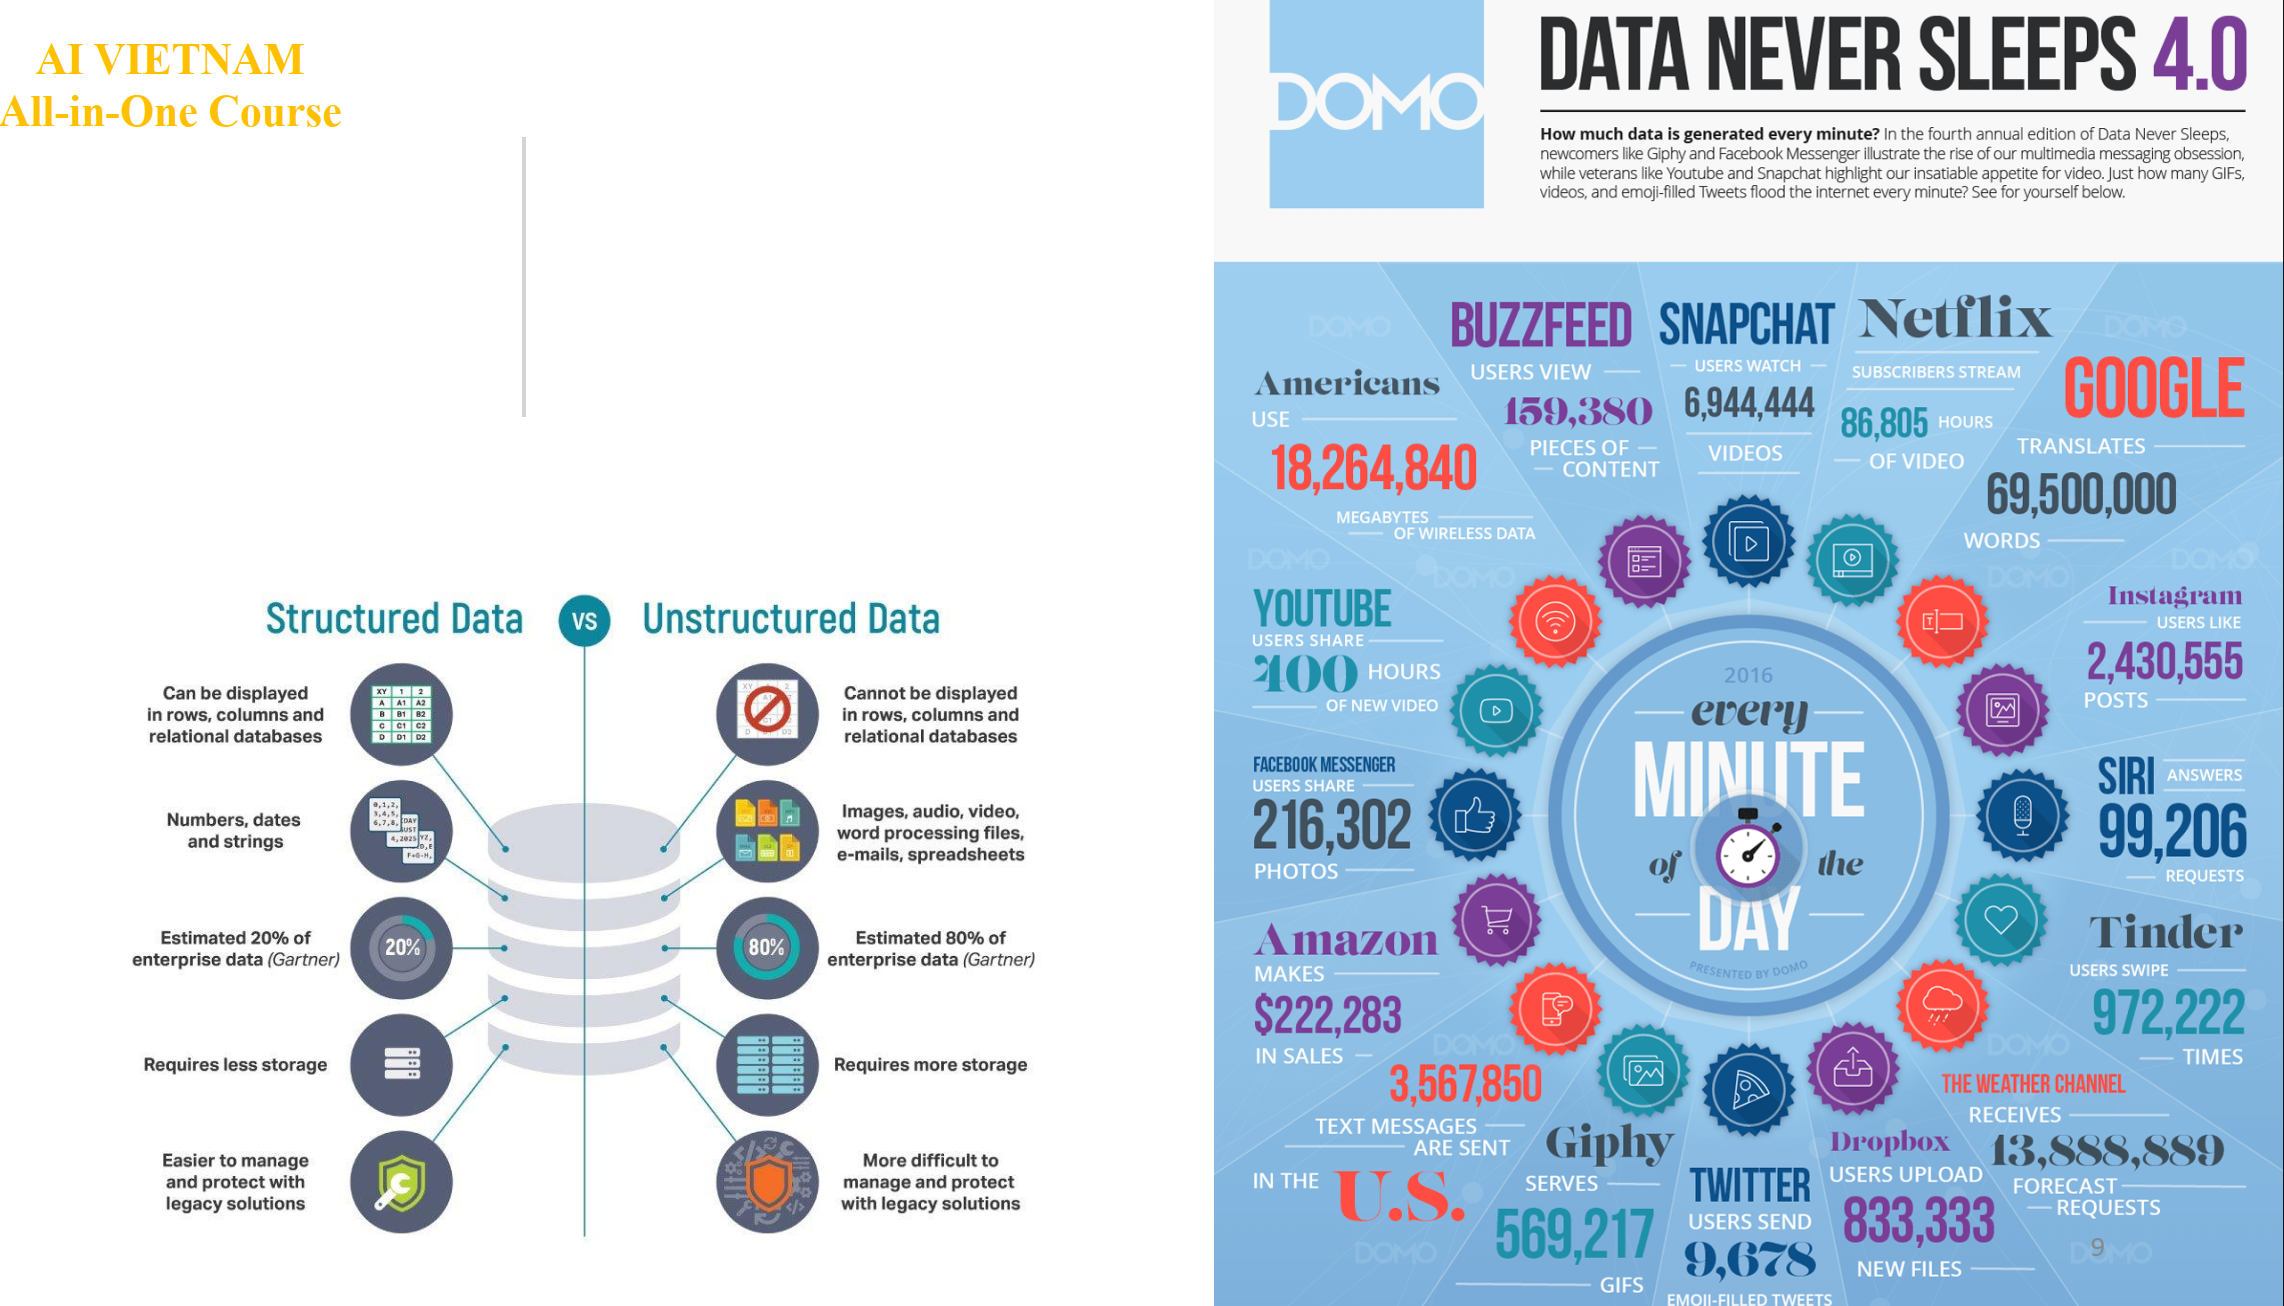 AI VIETNAM
All-in-One Course
Structured Data
VS
Unstructured Data
Can be displayed
in rows, columns and
relational databases
Cannot be displayed
in rows, columns and
relational databases
Numbers, dates
and strings
Images, audio, video,
word processing files,
e-mails, spreadsheets
Estimated 20% of
enterprise data (Gartner)
20%
80%
Estimated 80% of
enterprise data (Gartner)
Requires less storage
Requires more storage
Easier to manage
and protect with
legacy solutions
More difficult to
manage and protect
with legacy solutions
DOMO
DATA NEVER SLEEPS 4.0
How much data is generated every minute? In the fourth annual edition of Data Never Sleeps,
newcomers like Giphy and Facebook Messenger illustrate the rise of our multimedia messaging obsession,
while veterans like Youtube and Snapchat highlight our insatiable appetite for video. Just how many GIFs,
videos, and emoji-filled Tweets flood the internet every minute? See for yourself below.
Americans
USE
18,264,840
MEGABYTES
OF WIRELESS DATA
BUZZFEED
USERS VIEW
159,380
PIECES OF
CONTENT
SNAPCHAT
USERS WATCH
6,944,444
VIDEOS
Netflix
SUBSCRIBERS STREAM
86,805 HOURS
OF VIDEO
GOOGLE
TRANSLATES
69,500,000
WORDS
YOUTUBE
USERS SHARE
400 HOURS
OF NEW VIDEO
Instagram
USERS LIKE
2,430,555
POSTS
FACEBOOK MESSENGER
USERS SHARE
216,302
PHOTOS
2016
every
MINUTE
of the
DAY
PRESENTED BY DOMO
SIRI ANSWERS
99,206
REQUESTS
Amazon
MAKES
$222,283
IN SALES
Tinder
USERS SWIPE
972,222
TIMES
3,567,850
TEXT MESSAGES
ARE SENT
IN THE U.S.
Giphy
SERVES
569,217
GIFS
TWITTER
USERS SEND
9,678
EMOJI-FILLED TWEETS
Dropbox
USERS UPLOAD
833,333
NEW FILES
THE WEATHER CHANNEL
RECEIVES
13,888,889
FORECAST
REQUESTS
9